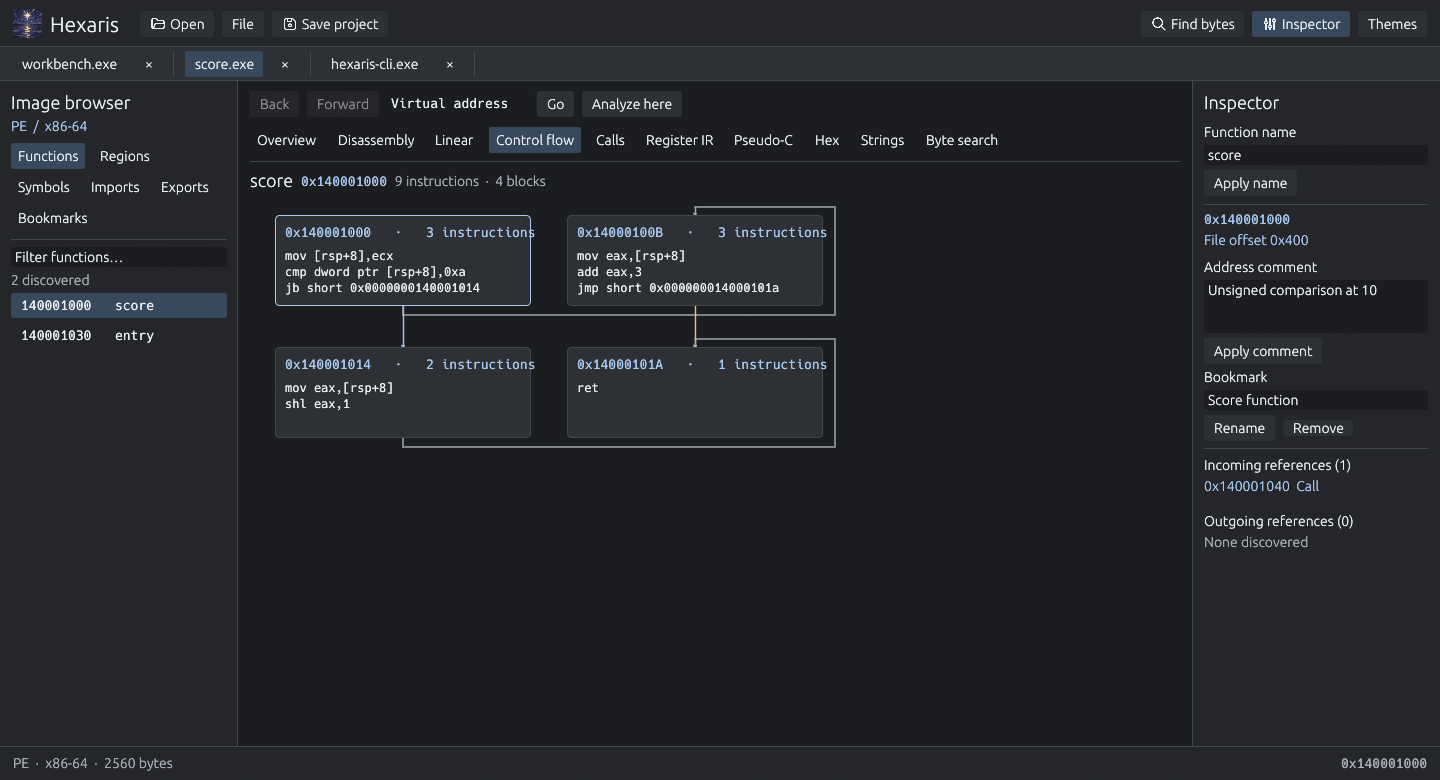 Hexaris Open File Save project Find bytes Inspector Themes
workbench.exe × score.exe × hexaris-cli.exe ×
Image browser
PE / x86-64
Functions Regions
Symbols Imports Exports
Bookmarks
Filter functions…
2 discovered
140001000 score
140001030 entry
Back Forward Virtual address Go Analyze here
Overview Disassembly Linear Control flow Calls Register IR Pseudo-C Hex Strings Byte search
score 0x140001000 9 instructions · 4 blocks
0x140001000 · 3 instructions
mov [rsp+8],ecx
cmp dword ptr [rsp+8],0xa
jb short 0x0000000140001014
0x14000100B · 3 instructions
mov eax,[rsp+8]
add eax,3
jmp short 0x000000014000101a
0x140001014 · 2 instructions
mov eax,[rsp+8]
shl eax,1
0x14000101A · 1 instructions
ret
Inspector
Function name
score
Apply name
0x140001000
File offset 0x400
Address comment
Unsigned comparison at 10
Apply comment
Bookmark
Score function
Rename Remove
Incoming references (1)
0x140001040 Call
Outgoing references (0)
None discovered
PE · x86-64 · 2560 bytes 0x140001000